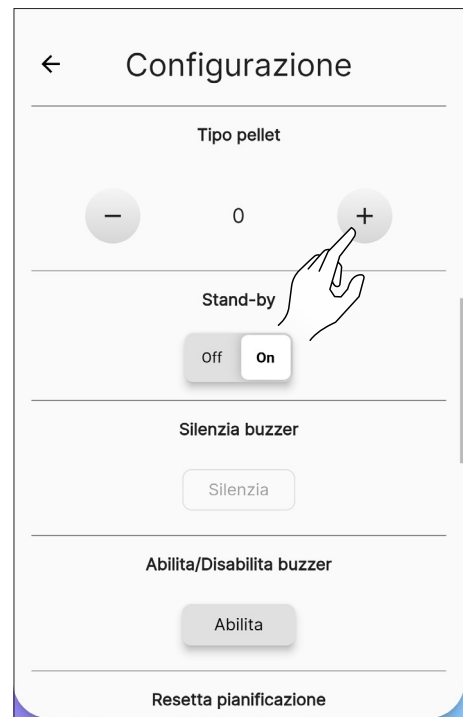 ← Configurazione
Tipo pellet
− 0 +
Stand-by
Off On
Silenzia buzzer
Silenzia
Abilita/Disabilita buzzer
Abilita
Resetta pianificazione